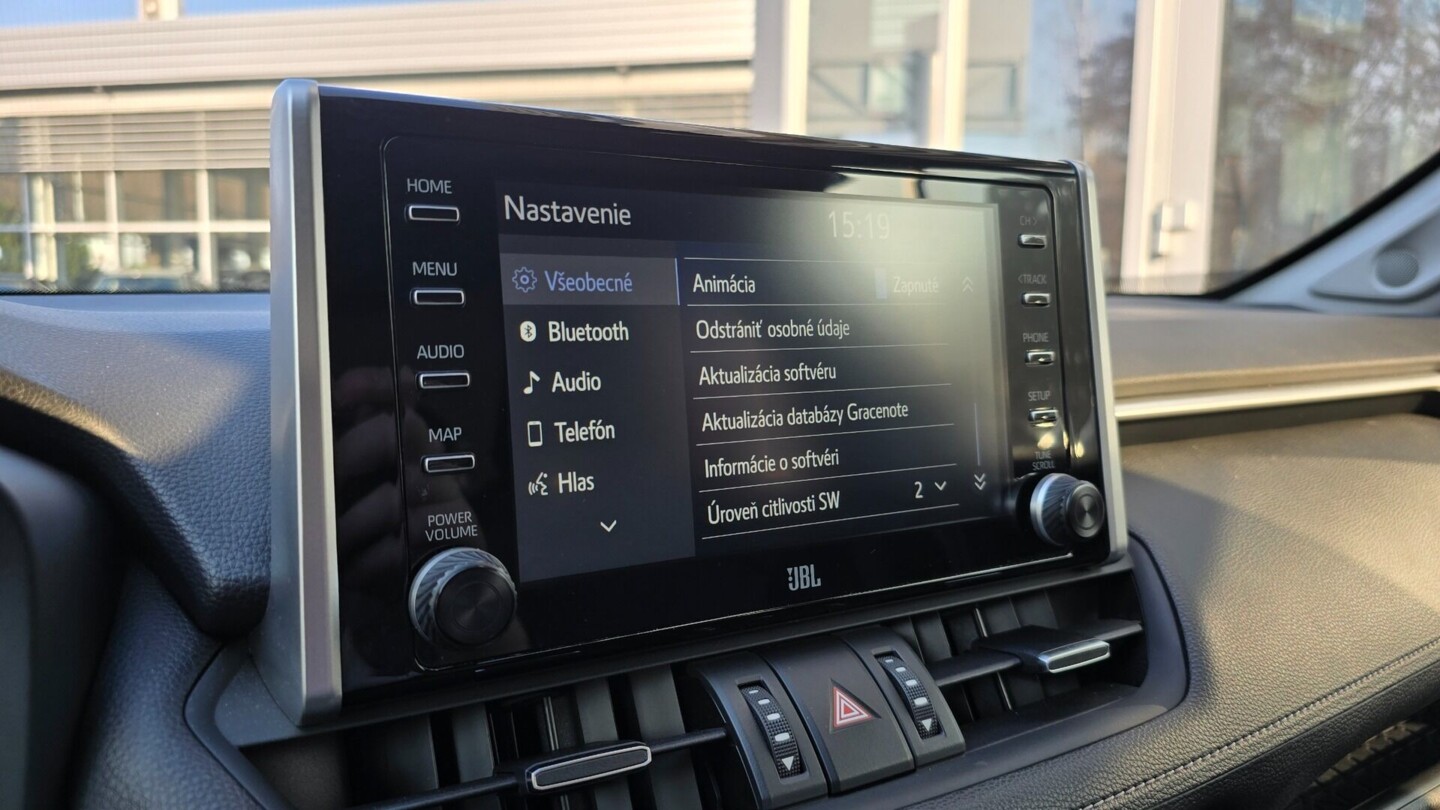 HOME
MENU
AUDIO
MAP
POWER
VOLUME
Nastavenie
15:19
Všeobecné
Bluetooth
Audio
Telefón
Hlas
Animácia
Zapnuté
Odstrániť osobné údaje
Aktualizácia softvéru
Aktualizácia databázy Gracenote
Informácie o softvéri
Úroveň citlivosti SW 2
CH >
< TRACK
PHONE
SETUP
TUNE
SCROLL
JBL